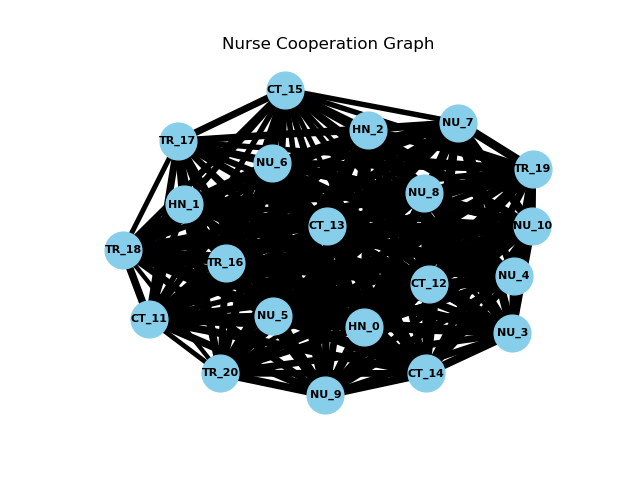 Nurse Cooperation Graph
CT_15
NU_7
HN_2
TR_17
NU_6
TR_19
NU_8
HN_1
CT_13
NU_10
TR_18
TR_16
NU_4
CT_12
NU_5
CT_11
HN_0
NU_3
TR_20
CT_14
NU_9